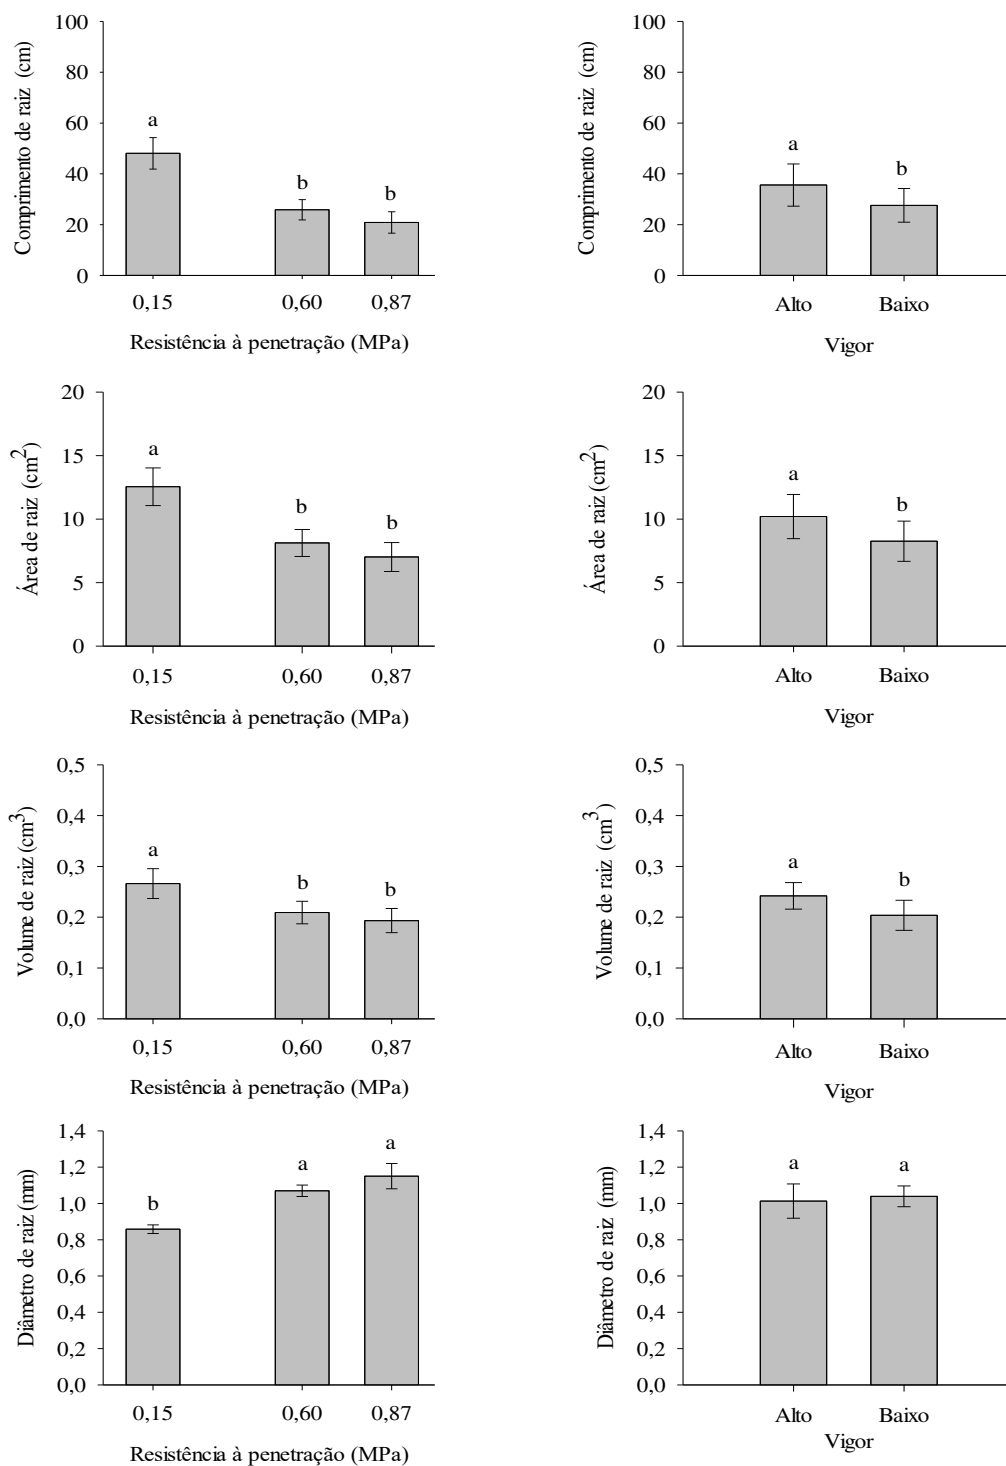 Comprimento de raiz (cm)
100
80
60
40
20
0
a
b
b
0,15
0,60
0,87
Resistência à penetração (MPa)
Comprimento de raiz (cm)
100
80
60
40
20
0
a
b
Alto
Baixo
Vigor
Área de raiz (cm²)
20
15
10
5
0
a
b
b
0,15
0,60
0,87
Resistência à penetração (MPa)
Área de raiz (cm²)
20
15
10
5
0
a
b
Alto
Baixo
Vigor
Volume de raiz (cm³)
0,5
0,4
0,3
0,2
0,1
0,0
a
b
b
0,15
0,60
0,87
Resistência à penetração (MPa)
Volume de raiz (cm³)
0,5
0,4
0,3
0,2
0,1
0,0
a
b
Alto
Baixo
Vigor
Diâmetro de raiz (mm)
1,4
1,2
1,0
0,8
0,6
0,4
0,2
0,0
b
a
a
0,15
0,60
0,87
Resistência à penetração (MPa)
Diâmetro de raiz (mm)
1,4
1,2
1,0
0,8
0,6
0,4
0,2
0,0
a
a
Alto
Baixo
Vigor